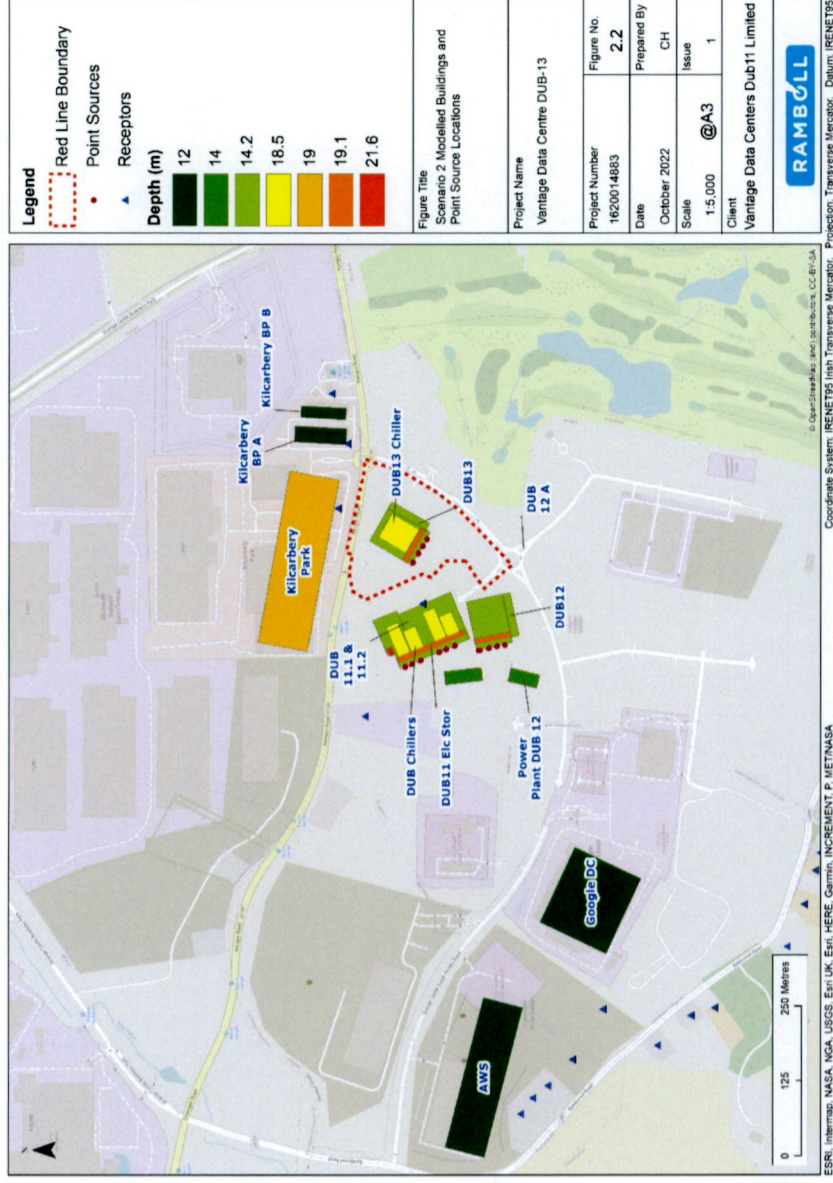 Legend
Red Line Boundary
Point Sources
Receptors
Depth (m)
12
14
14.2
18.5
19
19.1
21.6
Figure Title
Scenario 2 Modelled Buildings and
Point Source Locations
Project Name
Vantage Data Centre DUB-13
Project Number
1620014883
Figure No.
2.2
Date
October 2022
Prepared By
CH
Scale
1:5,000 @A3
Issue
1
Client
Vantage Data Centers Dub11 Limited
RAMBOLL
N
Kilcarbery BP B
Kilcarbery
BP A
Kilcarbery
Park
DUB13 Chiller
DUB13
DUB
12 A
DUB
11.1 &
11.2
DUB12
DUB Chillers
DUB11 Elc Stor
Power
Plant DUB 12
Google DC
AWS
0 125 250 Metres
© OpenStreetMap (and) contributors, CC-BY-SA
ESRI, Intermap, NASA, NGA, USGS, Esri UK, Esri, HERE, Garmin, INCREMENT P, METI/NASA
Coordinate System: IRENET95 Irish Transverse Mercator. Projection: Transverse Mercator. Datum: IRENET95